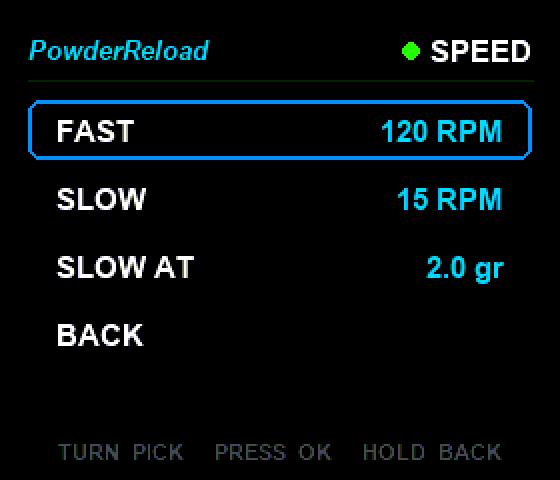 PowderReload SPEED
FAST 120 RPM
SLOW 15 RPM
SLOW AT 2.0 gr
BACK
TURN PICK PRESS OK HOLD BACK